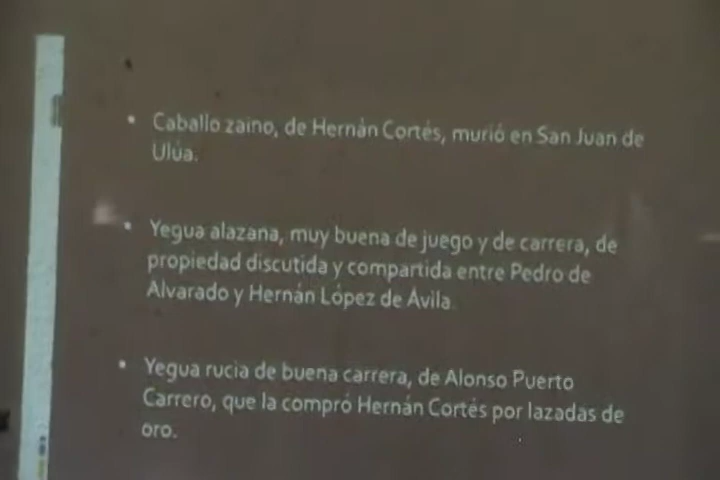 • Caballo zaino, de Hernán Cortés, murió en San Juan de
Ulúa.
• Yegua alazana, muy buena de juego y de carrera, de
propiedad discutida y compartida entre Pedro de
Alvarado y Hernán López de Ávila.
• Yegua rucia de buena carrera, de Alonso Puerto
Carrero, que la compró Hernán Cortés por lazadas de
oro.